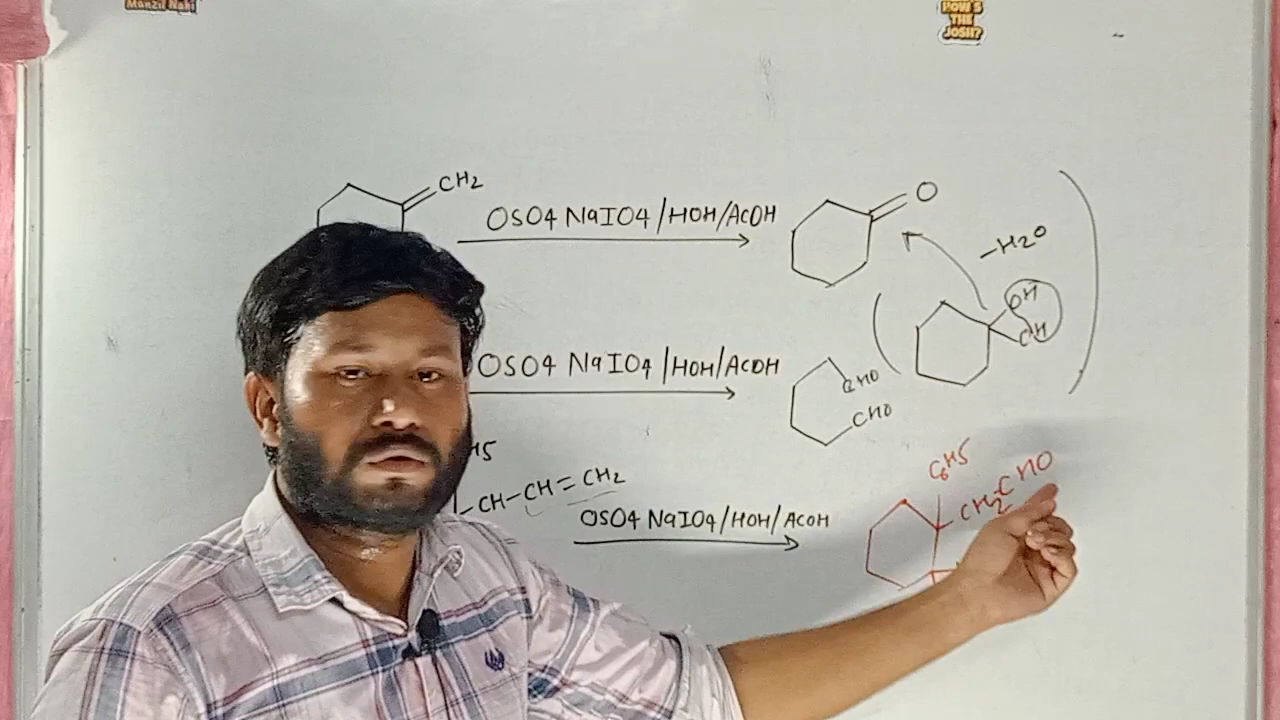 Manzil Nahi
HOW'S
THE
JOSH?
CH2
OSO4 NaIO4/HOH/ACOH
O
-H2O
OH
OH
OSO4 NaIO4/HOH/ACOH
CHO
CHO
H5
CH-CH=CH2
OSO4 NaIO4/HOH/ACOH
C6H5
CH2CHO